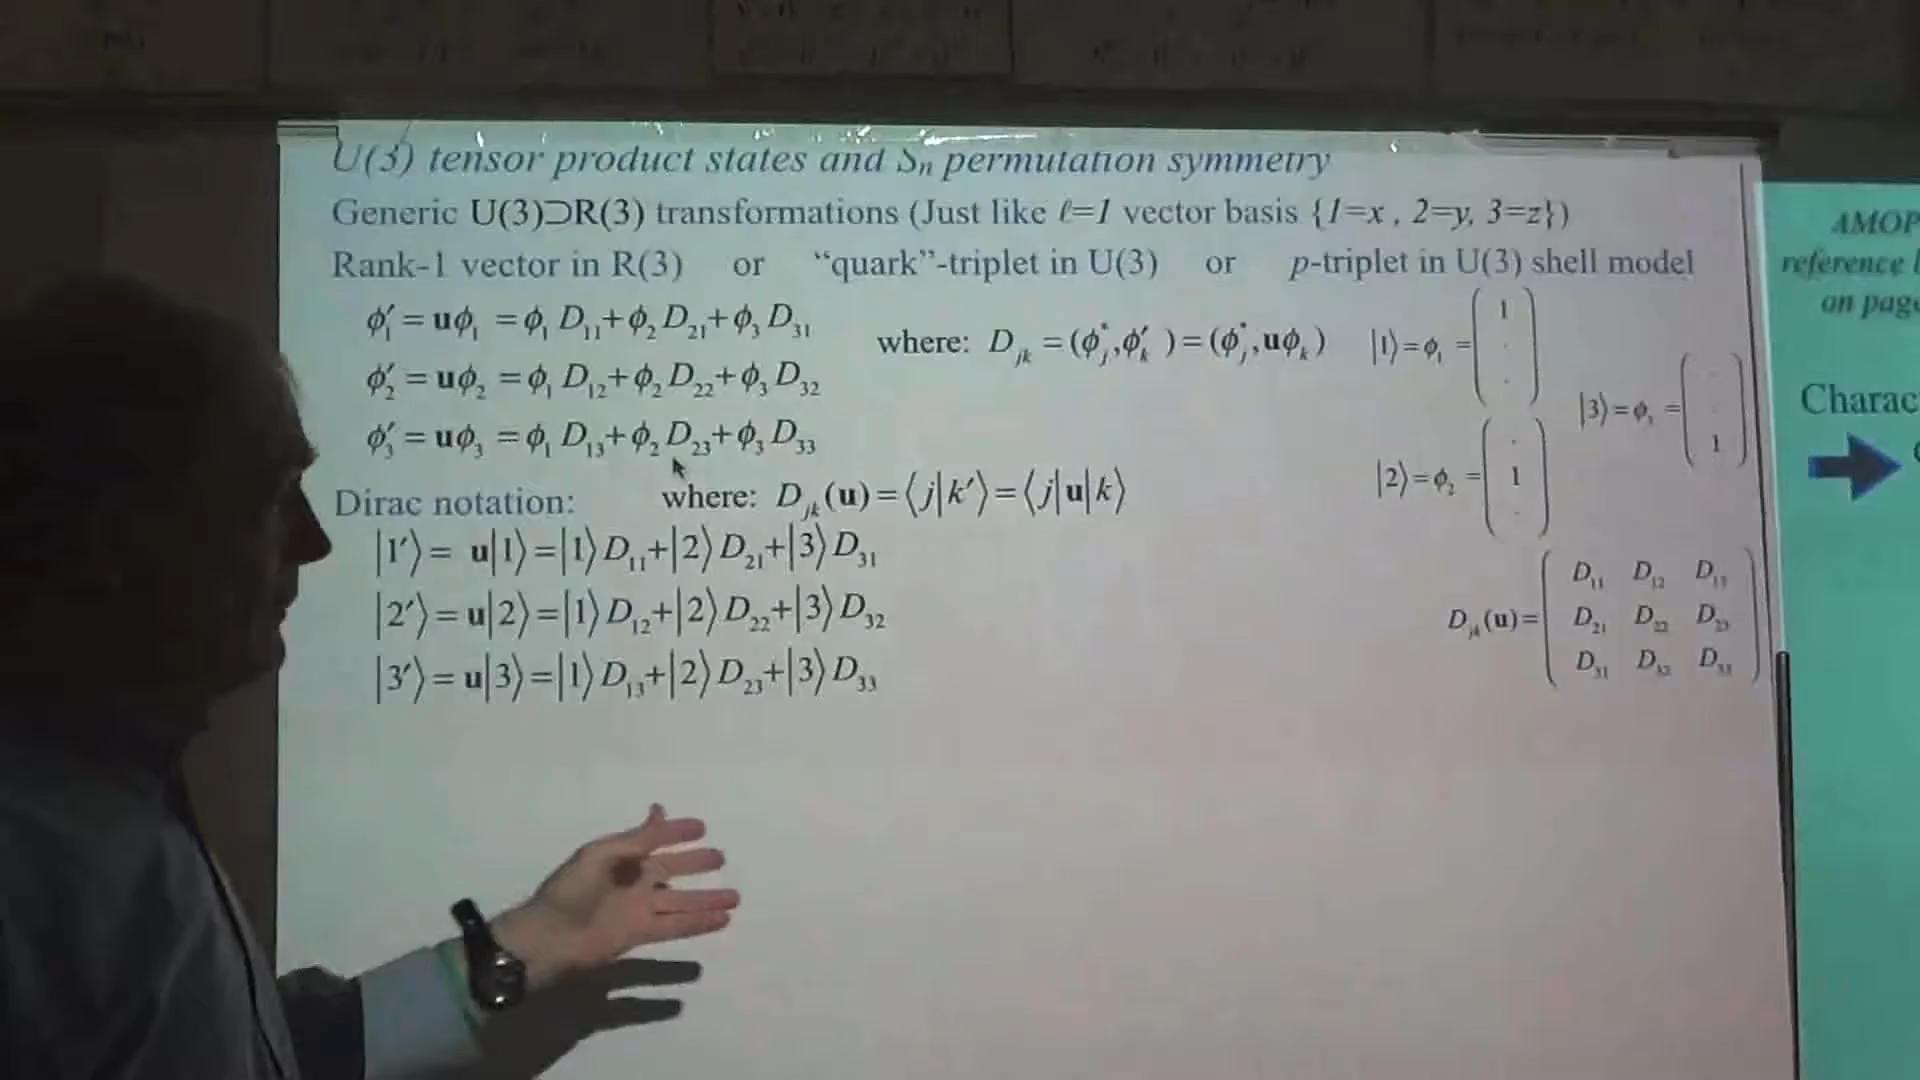 U(3) tensor product states and Sₙ permutation symmetry
Generic U(3)⊃R(3) transformations (Just like ℓ=1 vector basis {1=x , 2=y, 3=z})
Rank-1 vector in R(3) or “quark”-triplet in U(3) or p-triplet in U(3) shell model
ϕ′₁ = uϕ₁ = ϕ₁ D₁₁+ϕ₂ D₂₁+ϕ₃ D₃₁
ϕ′₂ = uϕ₂ = ϕ₁ D₁₂+ϕ₂ D₂₂+ϕ₃ D₃₂
ϕ′₃ = uϕ₃ = ϕ₁ D₁₃+ϕ₂ D₂₃+ϕ₃ D₃₃
where: Dⱼₖ =(ϕ*ⱼ,ϕ′ₖ )=(ϕ*ⱼ,uϕₖ )
|1⟩=ϕ₁ =
1
·
·
|2⟩=ϕ₂ =
·
1
·
|3⟩=ϕ₃ =
·
·
1
Dirac notation: where: Dⱼₖ(u)=⟨j|k′⟩=⟨j|u|k⟩
|1′⟩= u|1⟩=|1⟩D₁₁+|2⟩D₂₁+|3⟩D₃₁
|2′⟩= u|2⟩=|1⟩D₁₂+|2⟩D₂₂+|3⟩D₃₂
|3′⟩= u|3⟩=|1⟩D₁₃+|2⟩D₂₃+|3⟩D₃₃
Dⱼₖ(u)=
D₁₁ D₁₂ D₁₃
D₂₁ D₂₂ D₂₃
D₃₁ D₃₂ D₃₃
AMOP
reference l
on page
Charac